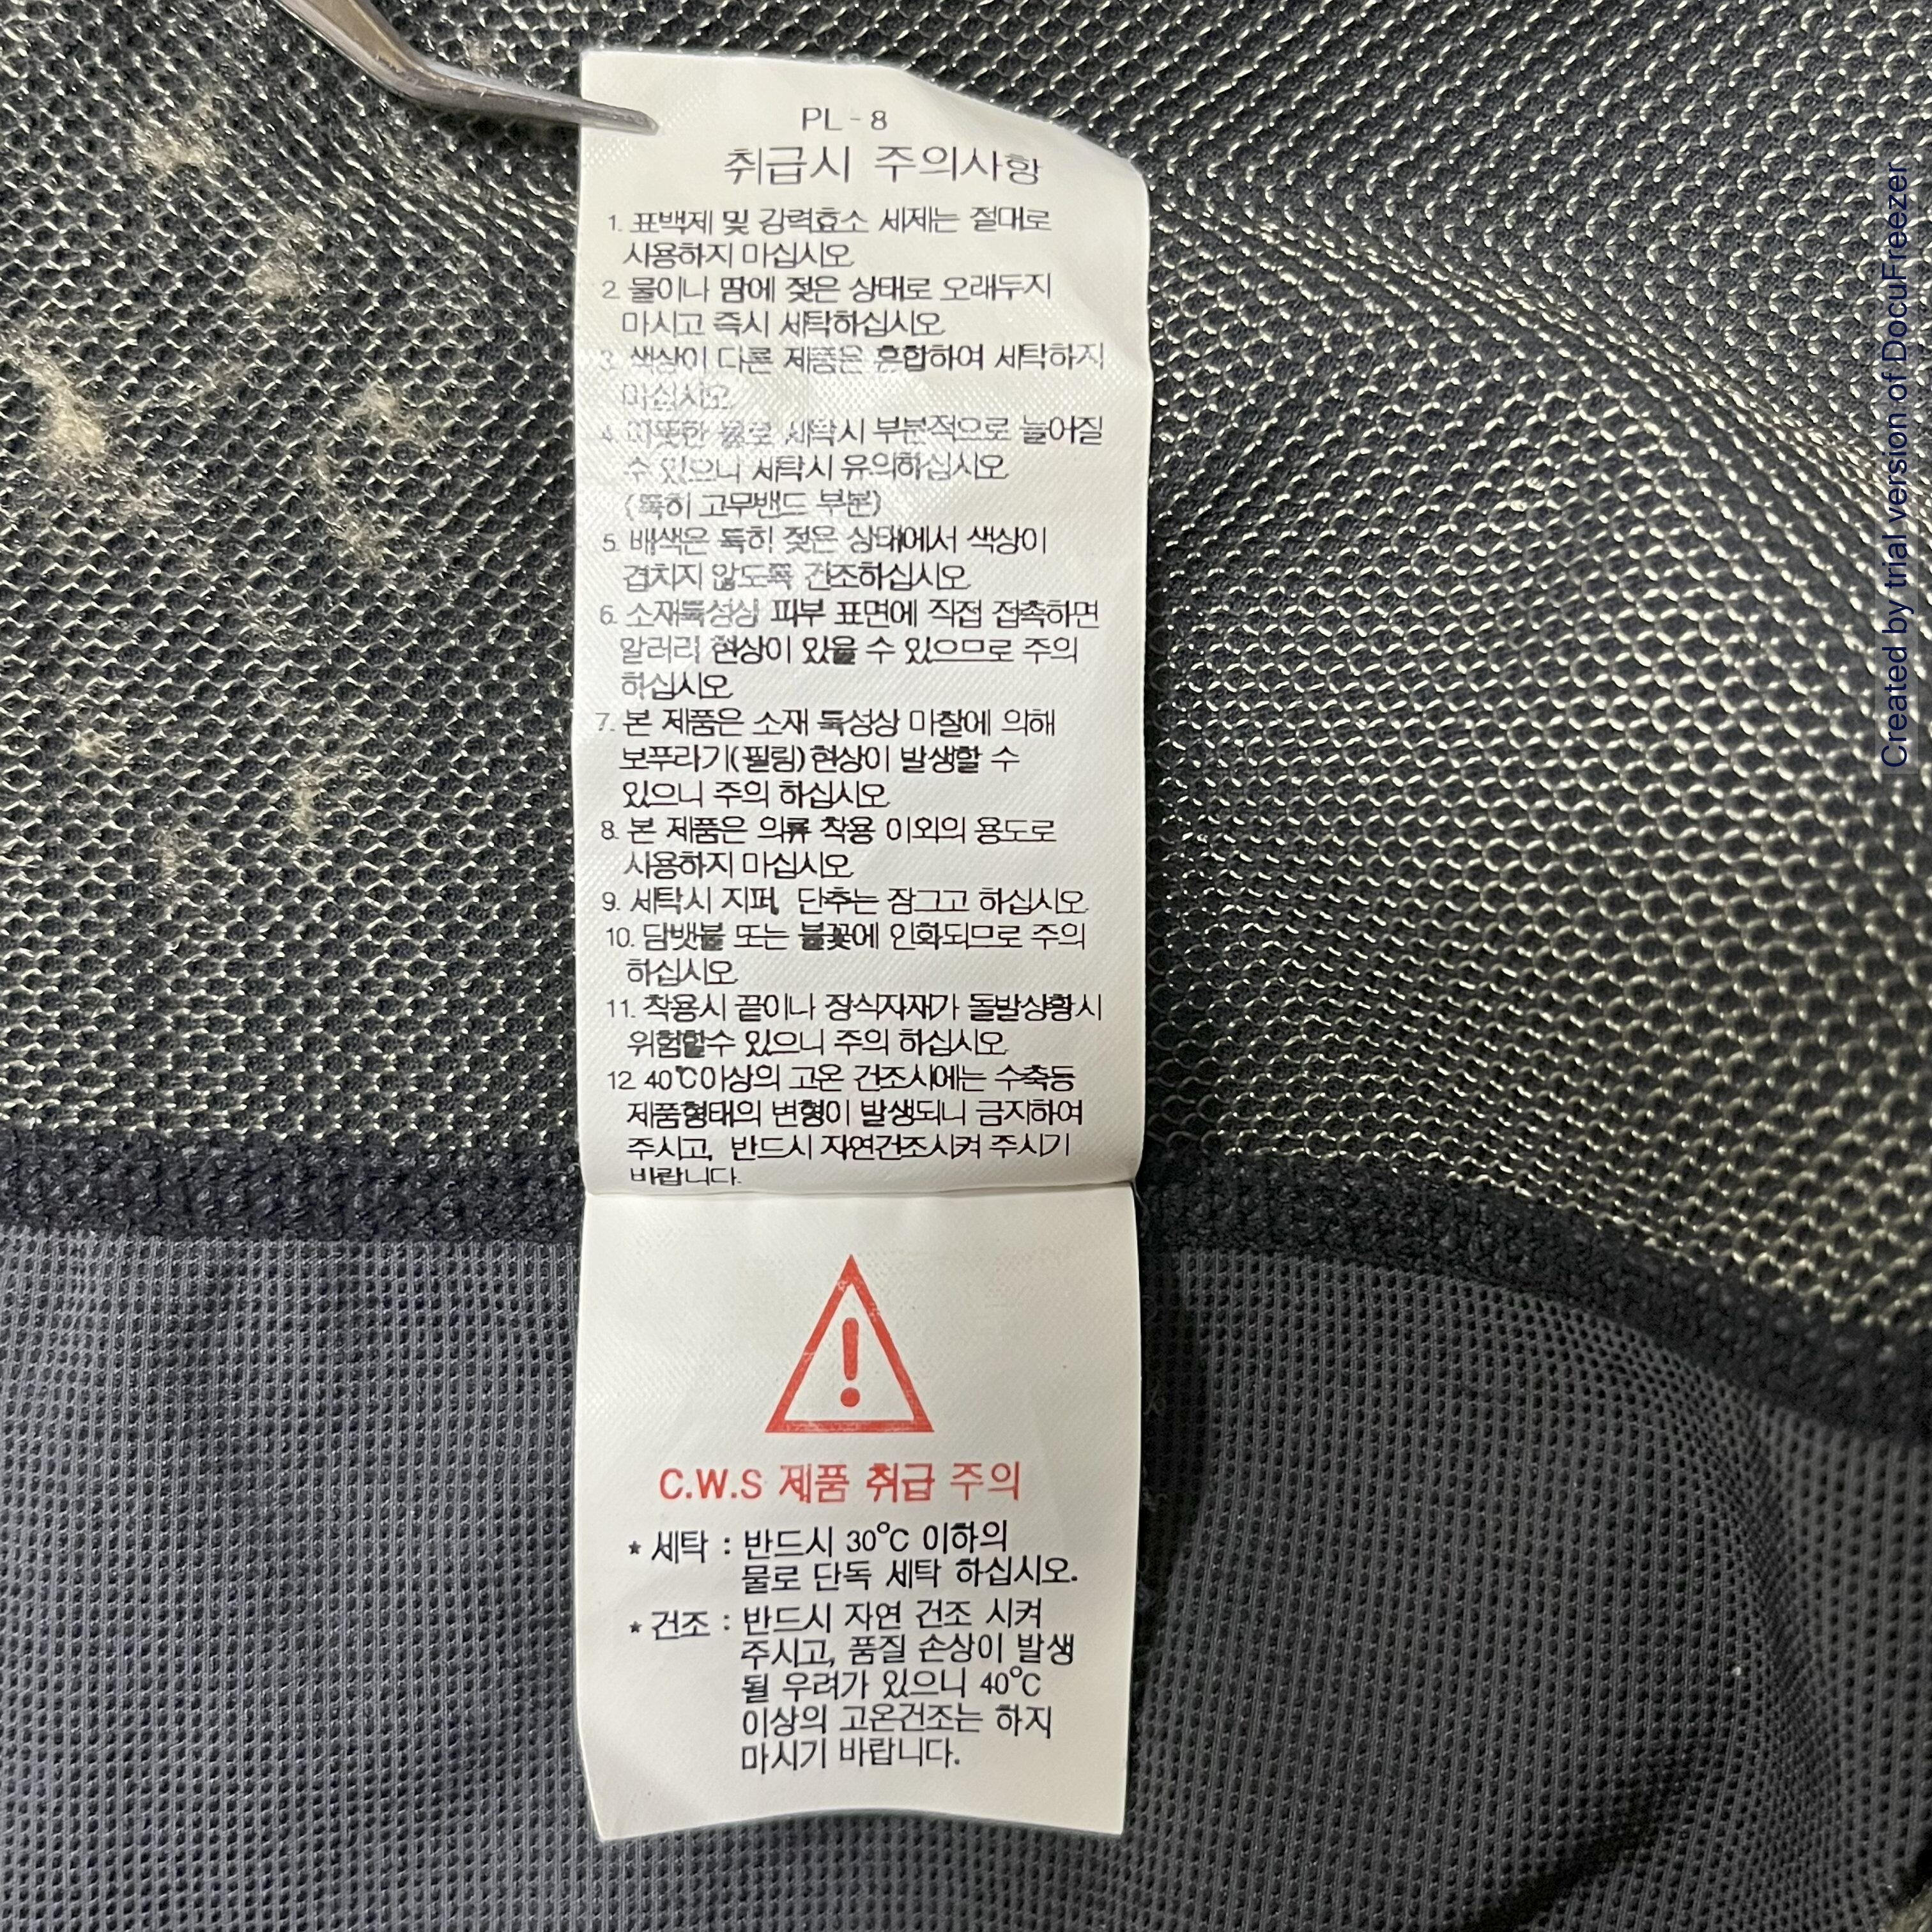 PL-8
취급시 주의사항
1. 표백제 및 강력효소 세제는 절대로
사용하지 마십시오.
2. 물이나 땀에 젖은 상태로 오래두지
마시고 즉시 세탁하십시오.
3. 색상이 다른 제품은 혼합하여 세탁하지
마십시오.
4. 따뜻한 물로 세탁시 부분적으로 늘어질
수 있으니 세탁시 유의하십시오.
(특히 고무밴드 부분)
5. 배색은 특히 젖은 상태에서 색상이
겹치지 않도록 건조하십시오.
6. 소재특성상 피부 표면에 직접 접촉하면
알러리 현상이 있을 수 있으므로 주의
하십시오.
7. 본 제품은 소재 특성상 마찰에 의해
보푸라기(필링)현상이 발생할 수
있으니 주의 하십시오.
8. 본 제품은 의류 착용 이외의 용도로
사용하지 마십시오.
9. 세탁시 지퍼, 단추는 잠그고 하십시오.
10. 담뱃불 또는 불꽃에 인화되므로 주의
하십시오.
11. 착용시 끝이나 장식자재가 돌발상황시
위험할수 있으니 주의 하십시오.
12. 40℃이상의 고온 건조시에는 수축등
제품형태의 변형이 발생되니 금지하여
주시고, 반드시 자연건조시켜 주시기
바랍니다.
C.W.S 제품 취급 주의
* 세탁 : 반드시 30℃ 이하의
물로 단독 세탁 하십시오.
* 건조 : 반드시 자연 건조 시켜
주시고, 품질 손상이 발생
될 우려가 있으니 40℃
이상의 고온건조는 하지
마시기 바랍니다.
Created by trial version of DocuFreezer